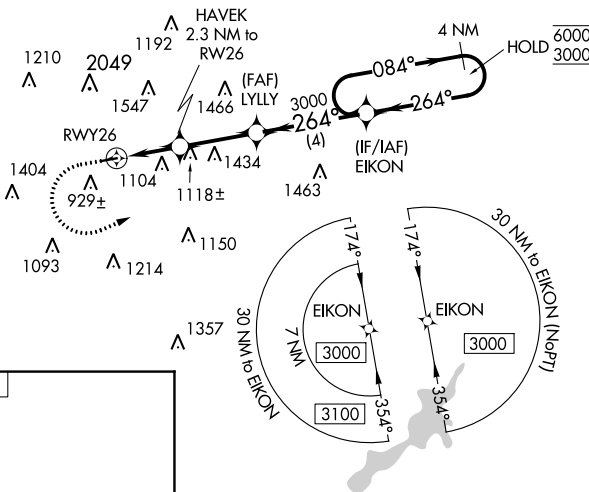 HAVEK
2.3 NM to
RW26
1192
1210
2049
1547
1466
(FAF)
LYLLY
4 NM
HOLD
6000
3000
084°
264°
3000
264°
(4)
(IF/IAF)
EIKON
RWY26
1434
1404
1104
1118±
1463
929±
1093
1214
1150
1357
174°
EIKON
7 NM
3000
3100
30 NM to EIKON
354°
174°
EIKON
3000
30 NM to EIKON (NoPT)
354°